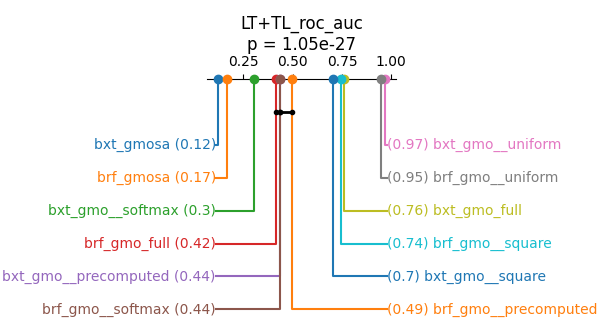 LT+TL_roc_auc
p = 1.05e-27
0.25 0.50 0.75 1.00
bxt_gmosa (0.12) (0.97) bxt_gmo__uniform
brf_gmosa (0.17) (0.95) brf_gmo__uniform
bxt_gmo__softmax (0.3) (0.76) bxt_gmo_full
brf_gmo_full (0.42) (0.74) brf_gmo__square
bxt_gmo__precomputed (0.44) (0.7) bxt_gmo__square
brf_gmo__softmax (0.44) (0.49) brf_gmo__precomputed